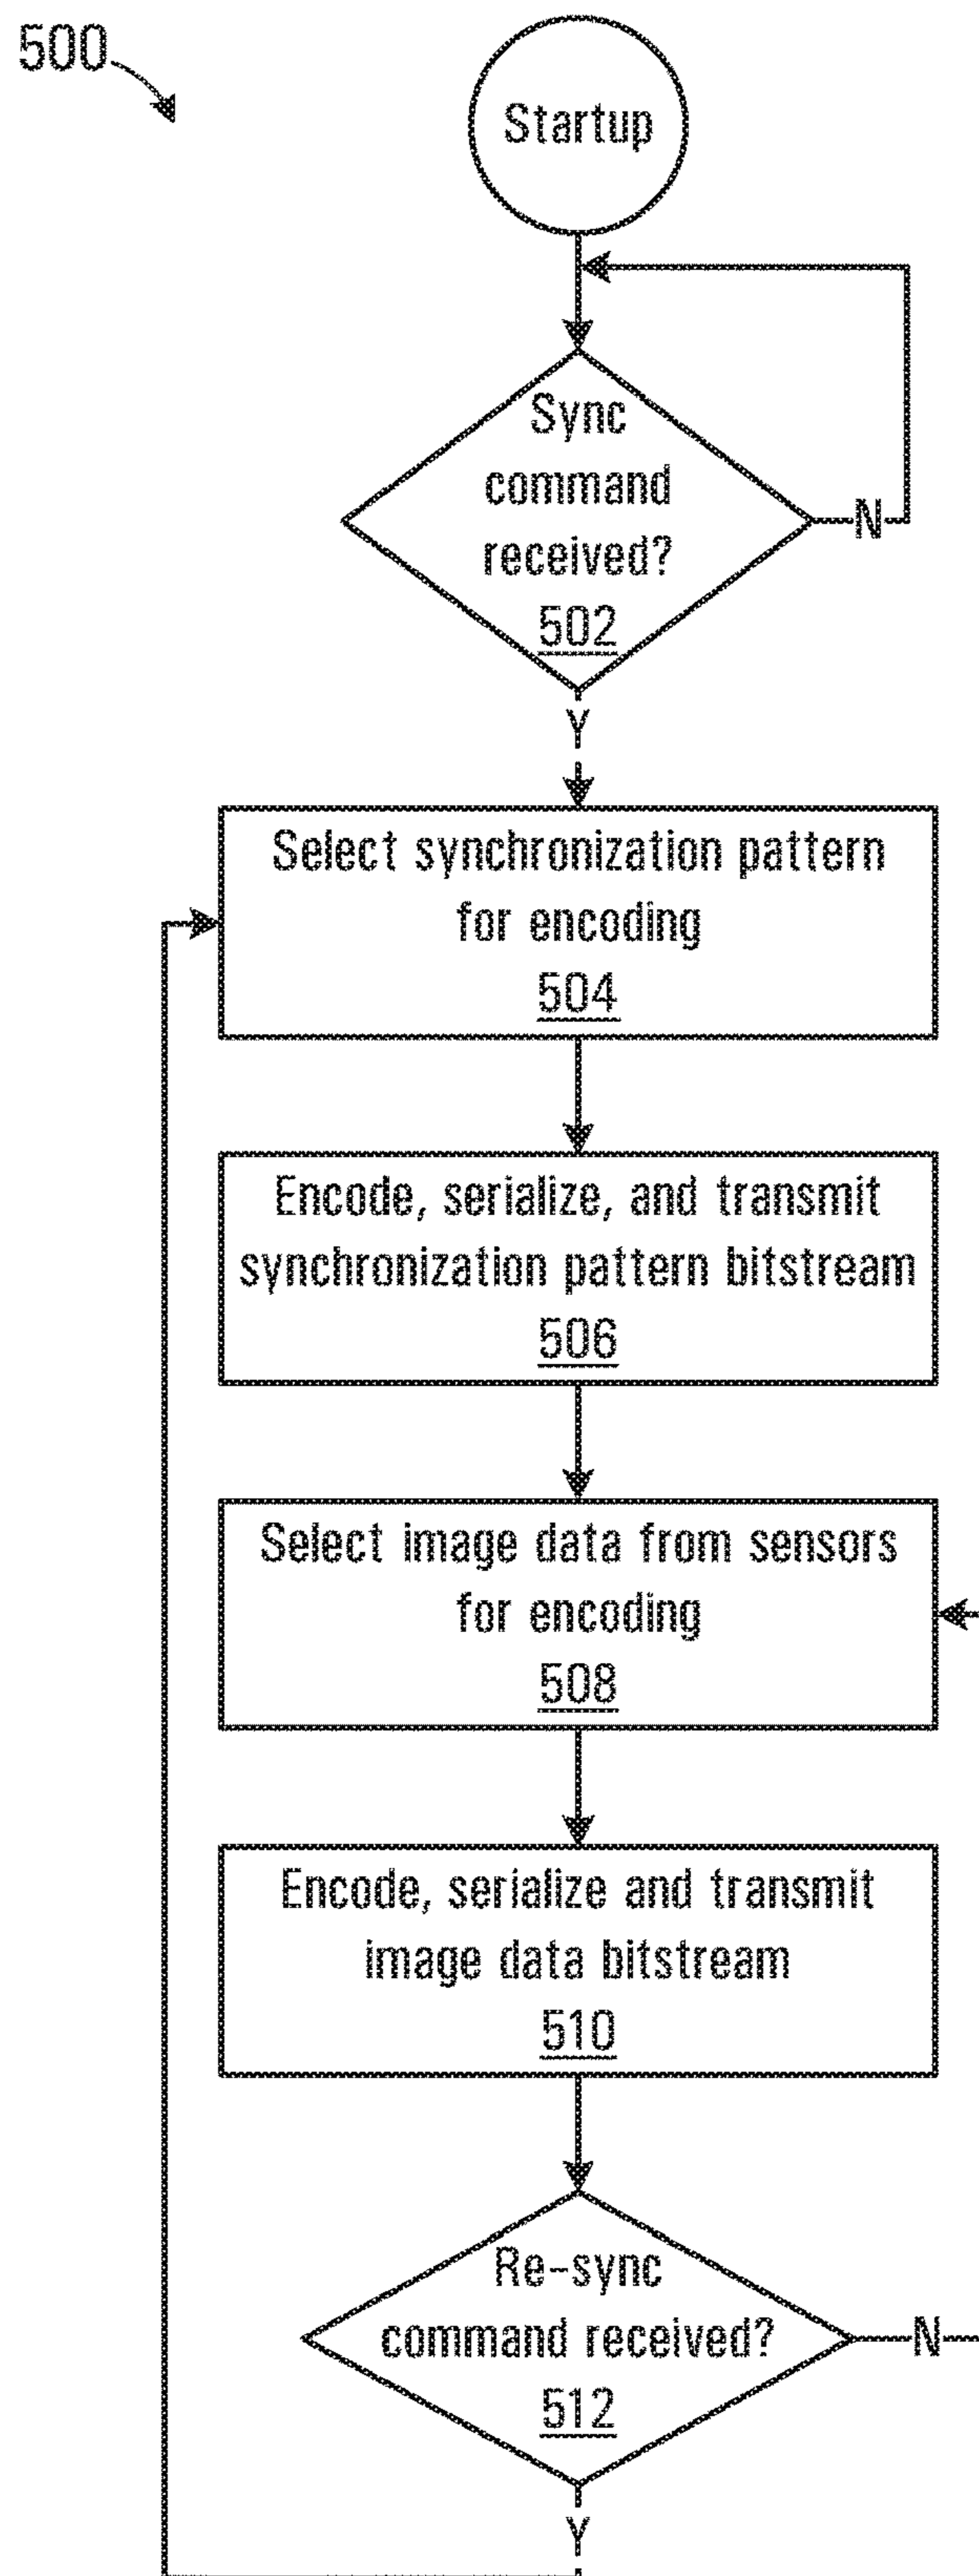 500
Startup
Sync
command
received?
502
N
Y
Select synchronization pattern
for encoding
504
Encode, serialize, and transmit
synchronization pattern bitstream
506
Select image data from sensors
for encoding
508
Encode, serialize and transmit
image data bitstream
510
Re-sync
command received?
512
N
Y